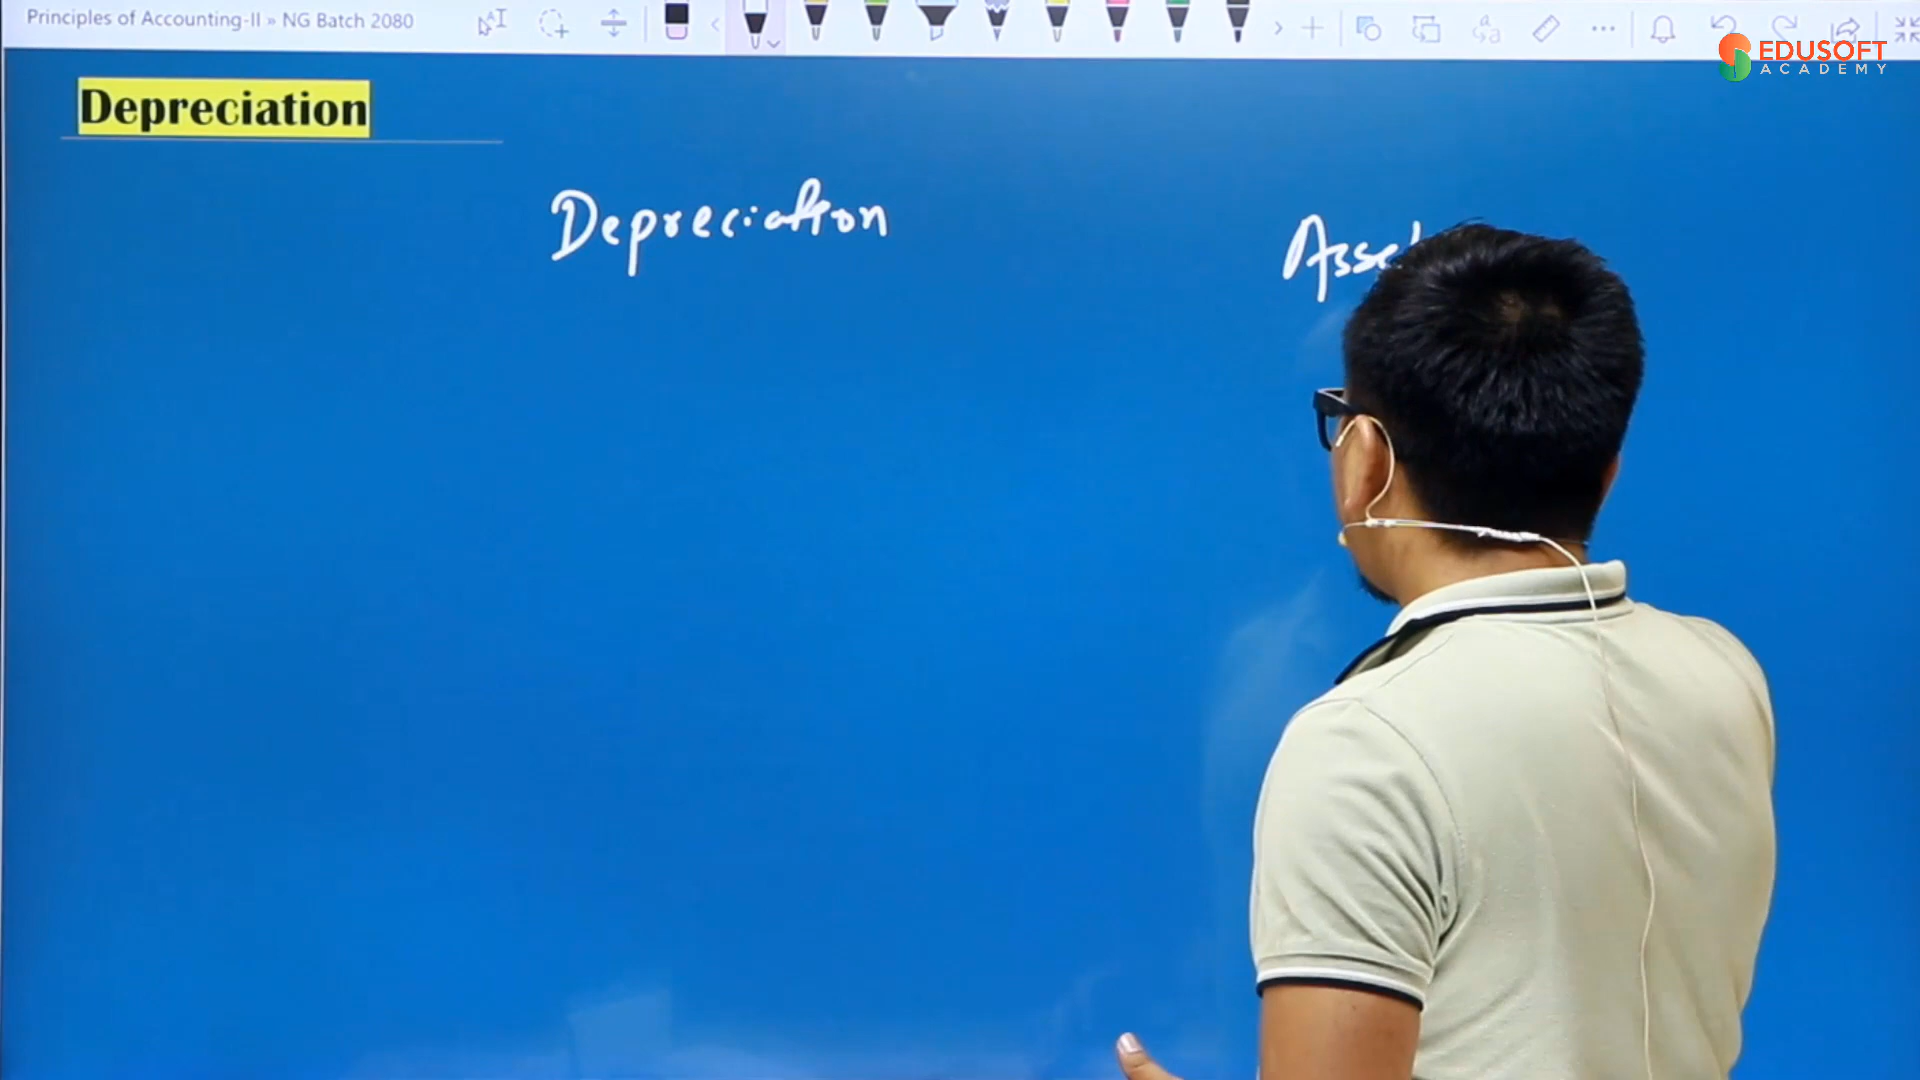 Principles of Accounting-II » NG Batch 2080
EDUSOFT
ACADEMY
Depreciation
Depreciation